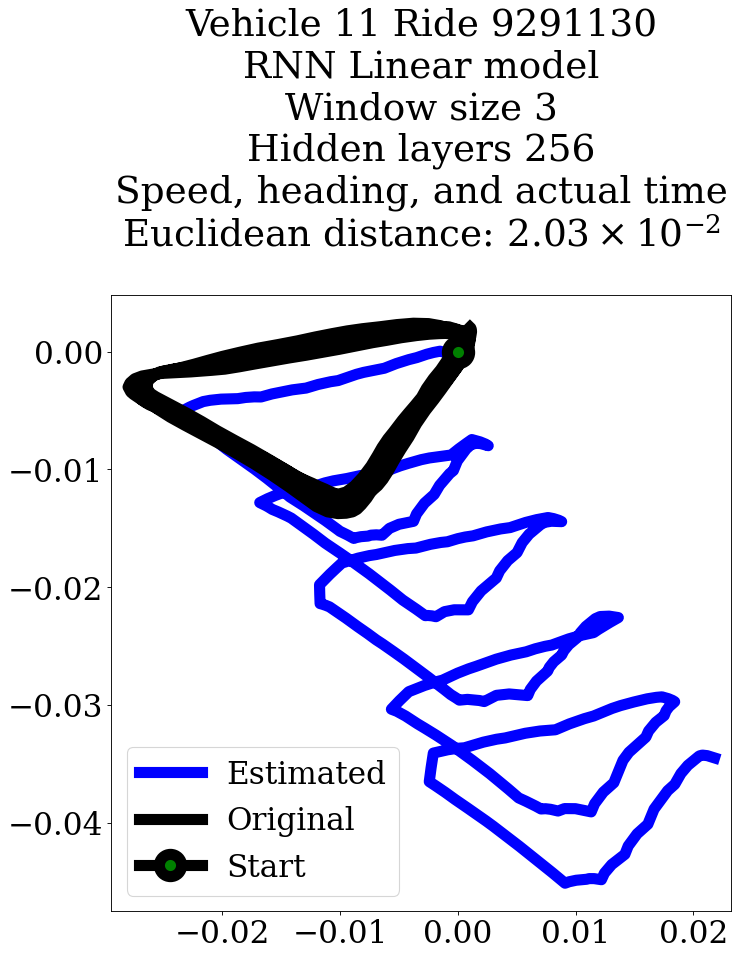 Vehicle 11 Ride 9291130
RNN Linear model
Window size 3
Hidden layers 256
Speed, heading, and actual time
Euclidean distance: 2.03 × 10⁻²
0.00
−0.01
−0.02
−0.03
−0.04
Estimated
Original
Start
−0.02 −0.01 0.00 0.01 0.02